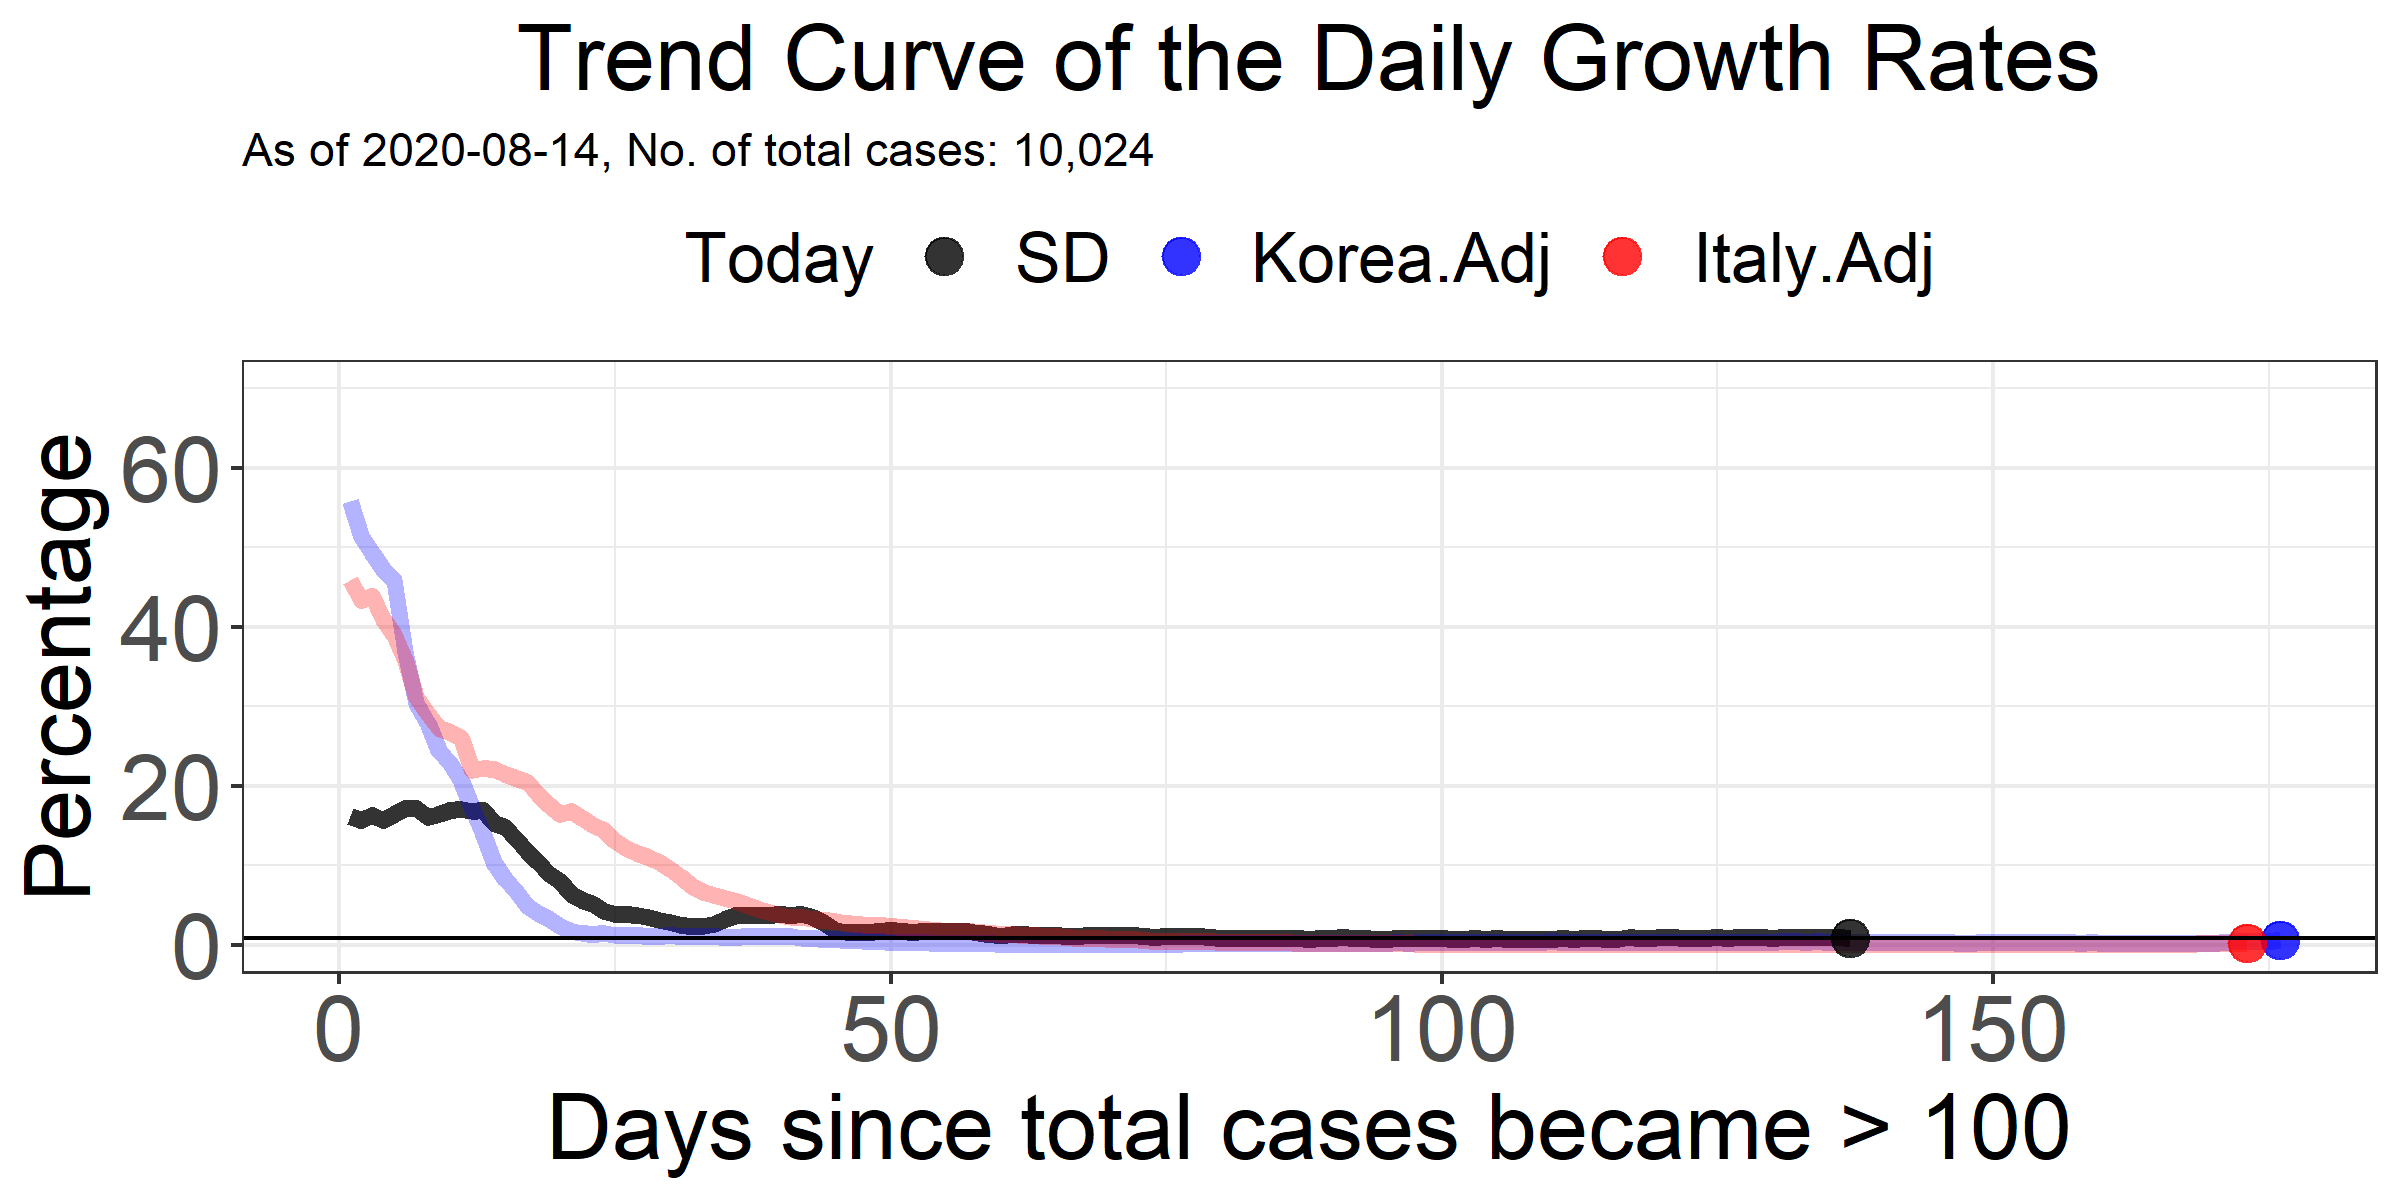 Trend Curve of the Daily Growth Rates
As of 2020-08-14, No. of total cases: 10,024
Today SD Korea.Adj Italy.Adj
Percentage
60
40
20
0
0 50 100 150
Days since total cases became > 100